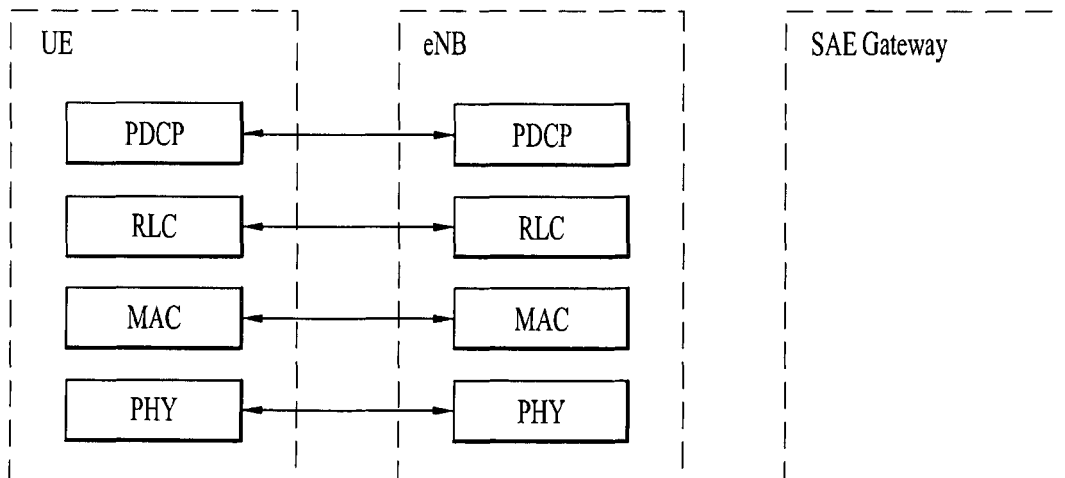 UE eNB SAE Gateway
PDCP PDCP
RLC RLC
MAC MAC
PHY PHY